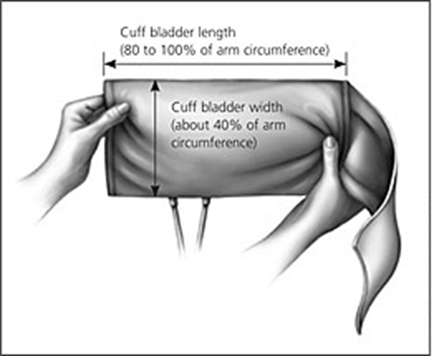 Cuff bladder length
(80 to 100% of arm circumference)
Cuff bladder width
(about 40% of arm
circumference)